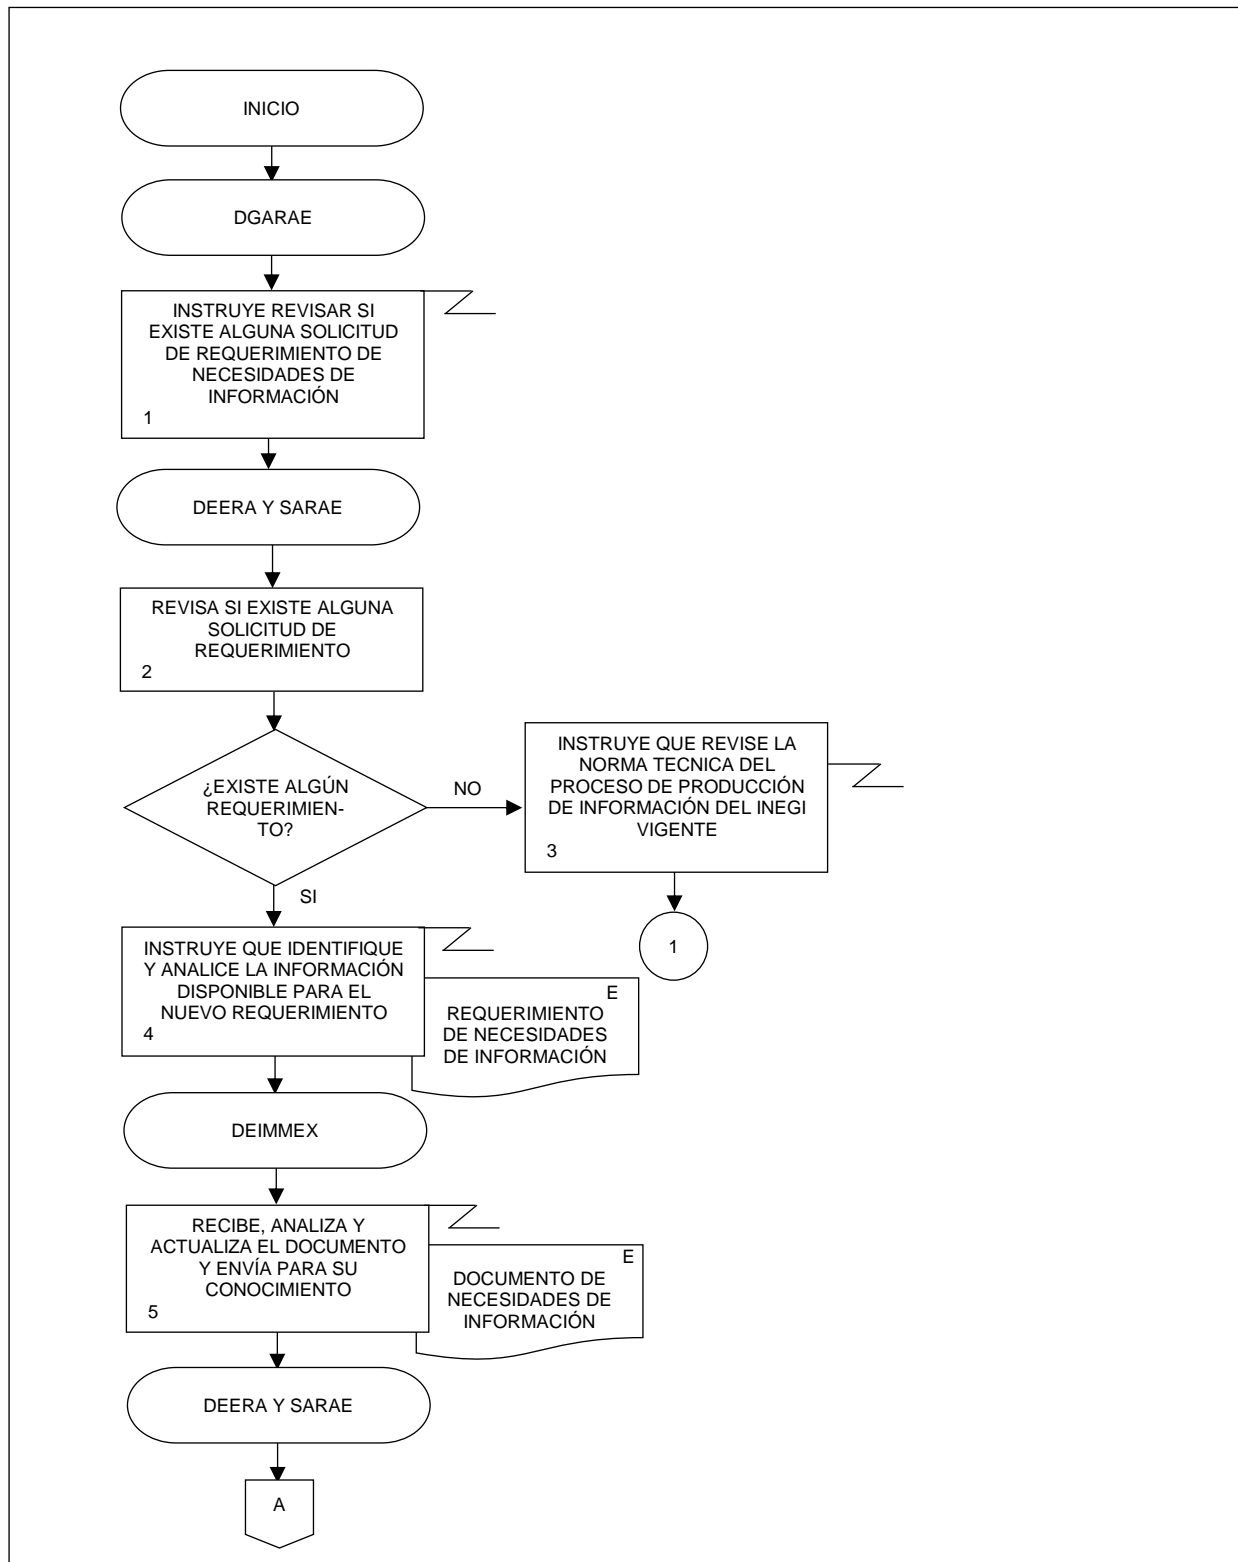 INICIO
DGARAE
INSTRUYE REVISAR SI
EXISTE ALGUNA SOLICITUD
DE REQUERIMIENTO DE
NECESIDADES DE
INFORMACIÓN
1
DEERA Y SARAE
REVISA SI EXISTE ALGUNA
SOLICITUD DE
REQUERIMIENTO
2
¿EXISTE ALGÚN
REQUERIMIEN-
TO?
NO
INSTRUYE QUE REVISE LA
NORMA TECNICA DEL
PROCESO DE PRODUCCIÓN
DE INFORMACIÓN DEL INEGI
VIGENTE
3
1
SI
INSTRUYE QUE IDENTIFIQUE
Y ANALICE LA INFORMACIÓN
DISPONIBLE PARA EL
NUEVO REQUERIMIENTO
4
E
REQUERIMIENTO
DE NECESIDADES
DE INFORMACIÓN
DEIMMEX
RECIBE, ANALIZA Y
ACTUALIZA EL DOCUMENTO
Y ENVÍA PARA SU
CONOCIMIENTO
5
E
DOCUMENTO DE
NECESIDADES DE
INFORMACIÓN
DEERA Y SARAE
A